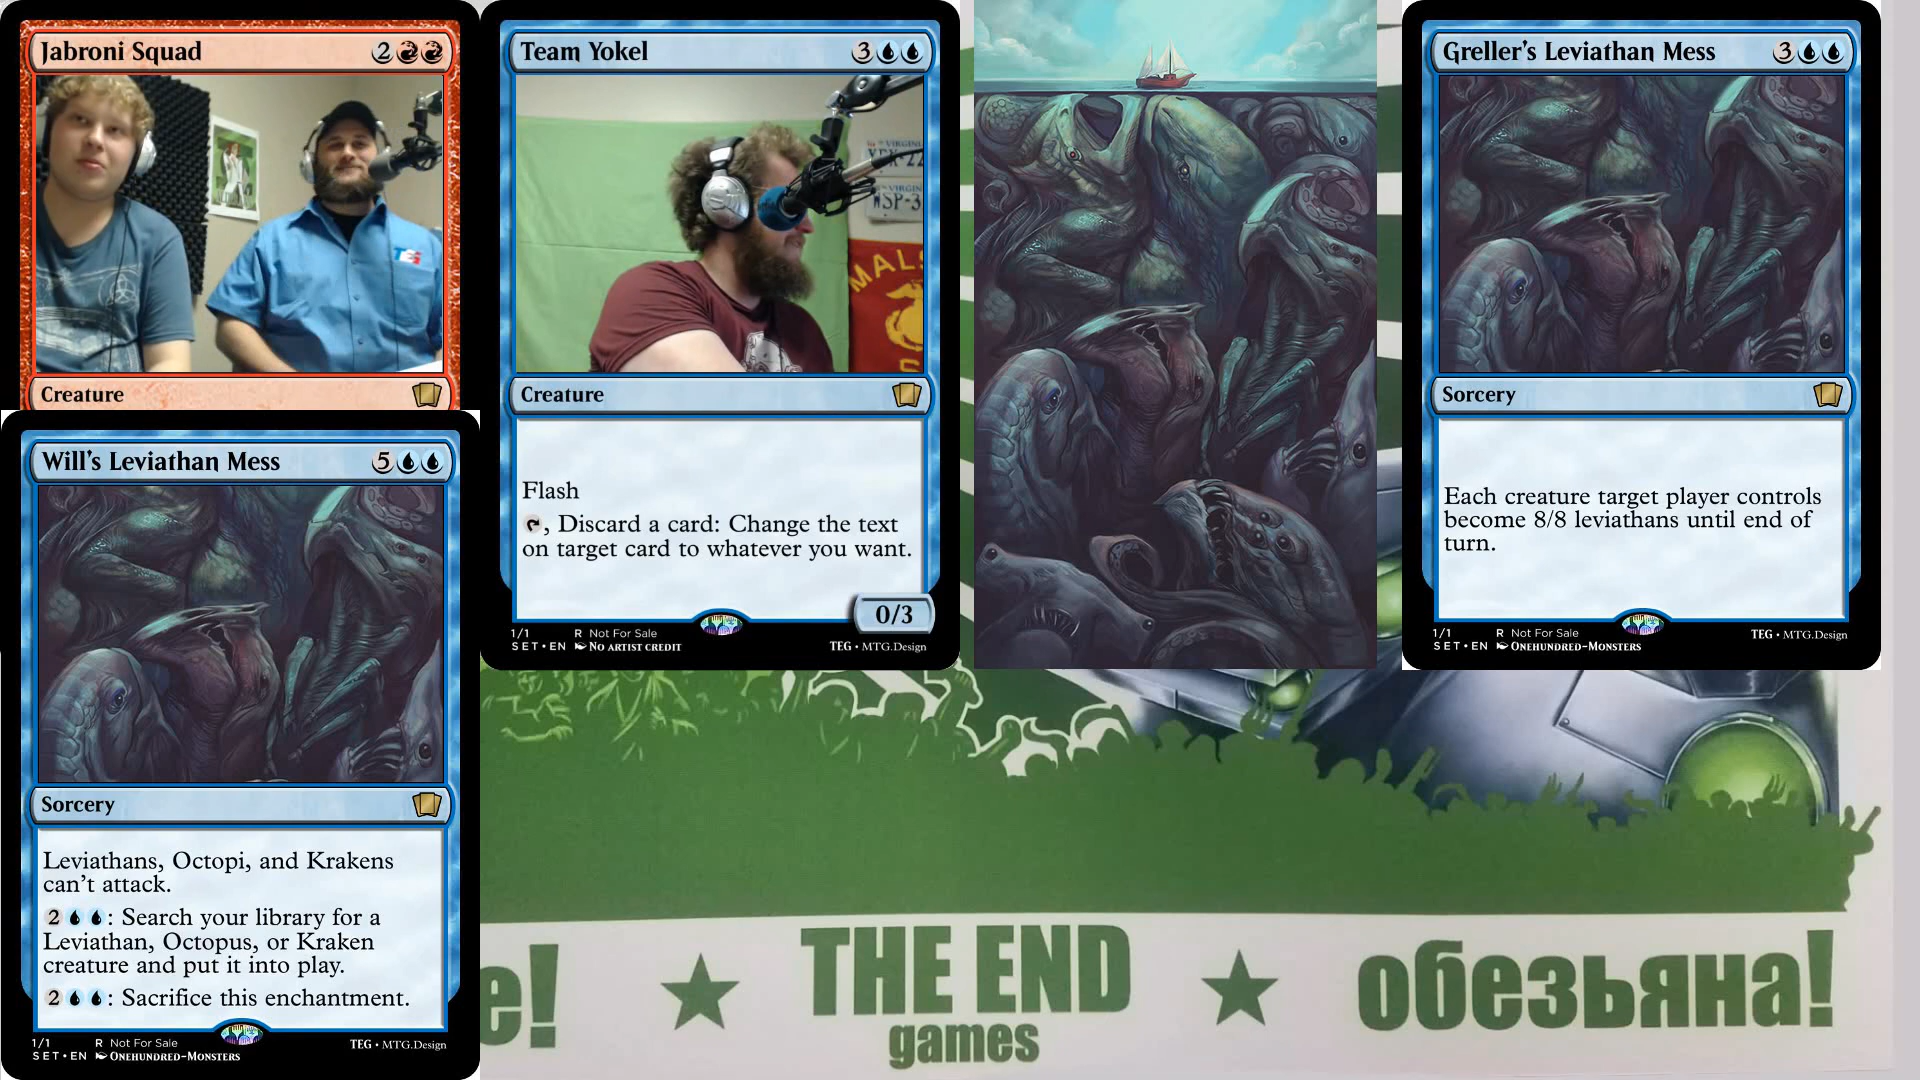 Jabroni Squad 2
Creature
Team Yokel 3
Creature
Flash
, Discard a card: Change the text
on target card to whatever you want.
0/3
1/1 R Not For Sale
SET • EN No artist credit
TEG • MTG.Design
Greller's Leviathan Mess 3
Sorcery
Each creature target player controls
become 8/8 leviathans until end of
turn.
1/1 R Not For Sale
SET • EN Onehundred-Monsters
TEG • MTG.Design
Will's Leviathan Mess 5
Sorcery
Leviathans, Octopi, and Krakens
can't attack.
2 : Search your library for a
Leviathan, Octopus, or Kraken
creature and put it into play.
2 : Sacrifice this enchantment.
1/1 R Not For Sale
SET • EN Onehundred-Monsters
TEG • MTG.Design
e! ★ THE END ★ обезьяна!
games